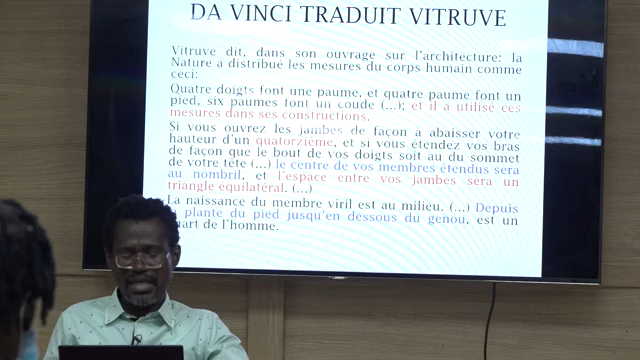 DA VINCI TRADUIT VITRUVE
Vitruve dit, dans son ouvrage sur l'architecture: la
Nature a distribué les mesures du corps humain comme
ceci:
Quatre doigts font une paume, et quatre paume font un
pied, six paumes font un coude (...); et il a utilisé ces
mesures dans ses constructions.
Si vous ouvrez les jambes de façon à abaisser votre
hauteur d'un quatorzième, et si vous étendez vos bras
de façon que le bout de vos doigts soit au du sommet
de votre tête (...) le centre de vos membres étendus sera
au nombril, et l'espace entre vos jambes sera un
triangle équilatéral. (...)
La naissance du membre viril est au milieu. (...) Depuis
plante du pied jusqu'en dessous du genou, est un
de l'homme.